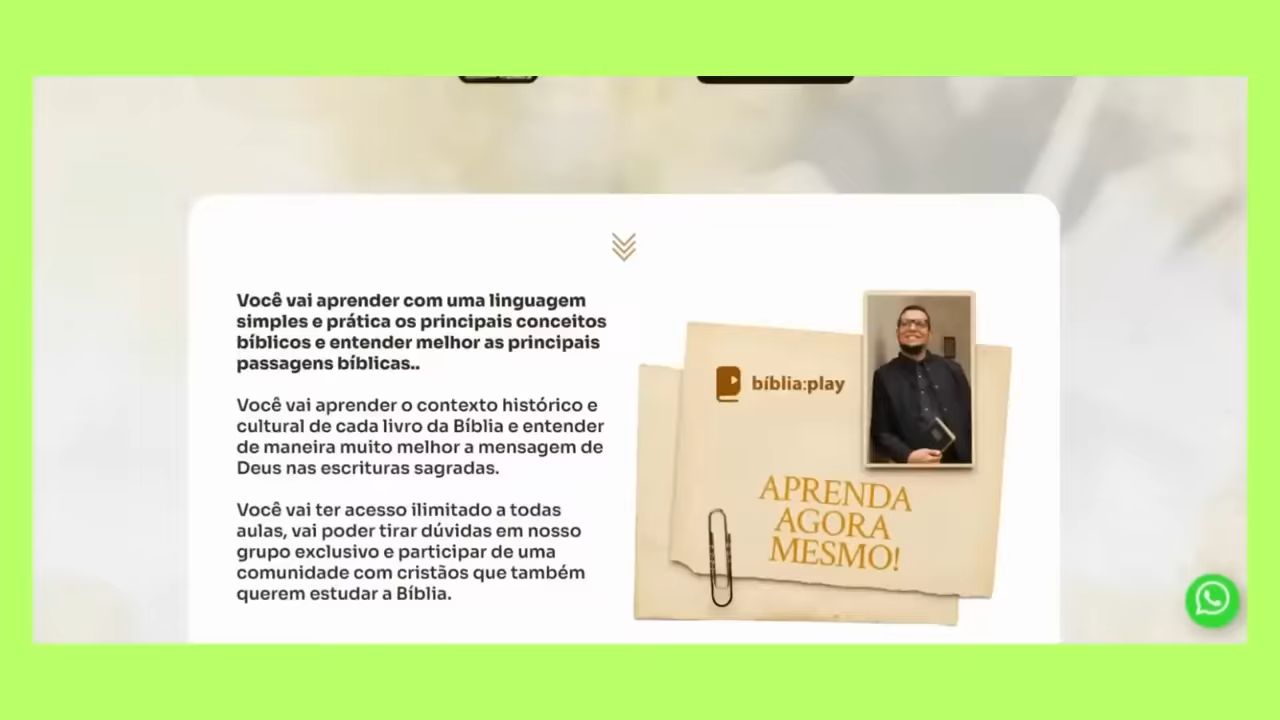 Você vai aprender com uma linguagem
simples e prática os principais conceitos
bíblicos e entender melhor as principais
passagens bíblicas..
Você vai aprender o contexto histórico e
cultural de cada livro da Bíblia e entender
de maneira muito melhor a mensagem de
Deus nas escrituras sagradas.
Você vai ter acesso ilimitado a todas
aulas, vai poder tirar dúvidas em nosso
grupo exclusivo e participar de uma
comunidade com cristãos que também
querem estudar a Bíblia.
bíblia:play
APRENDA
AGORA
MESMO!